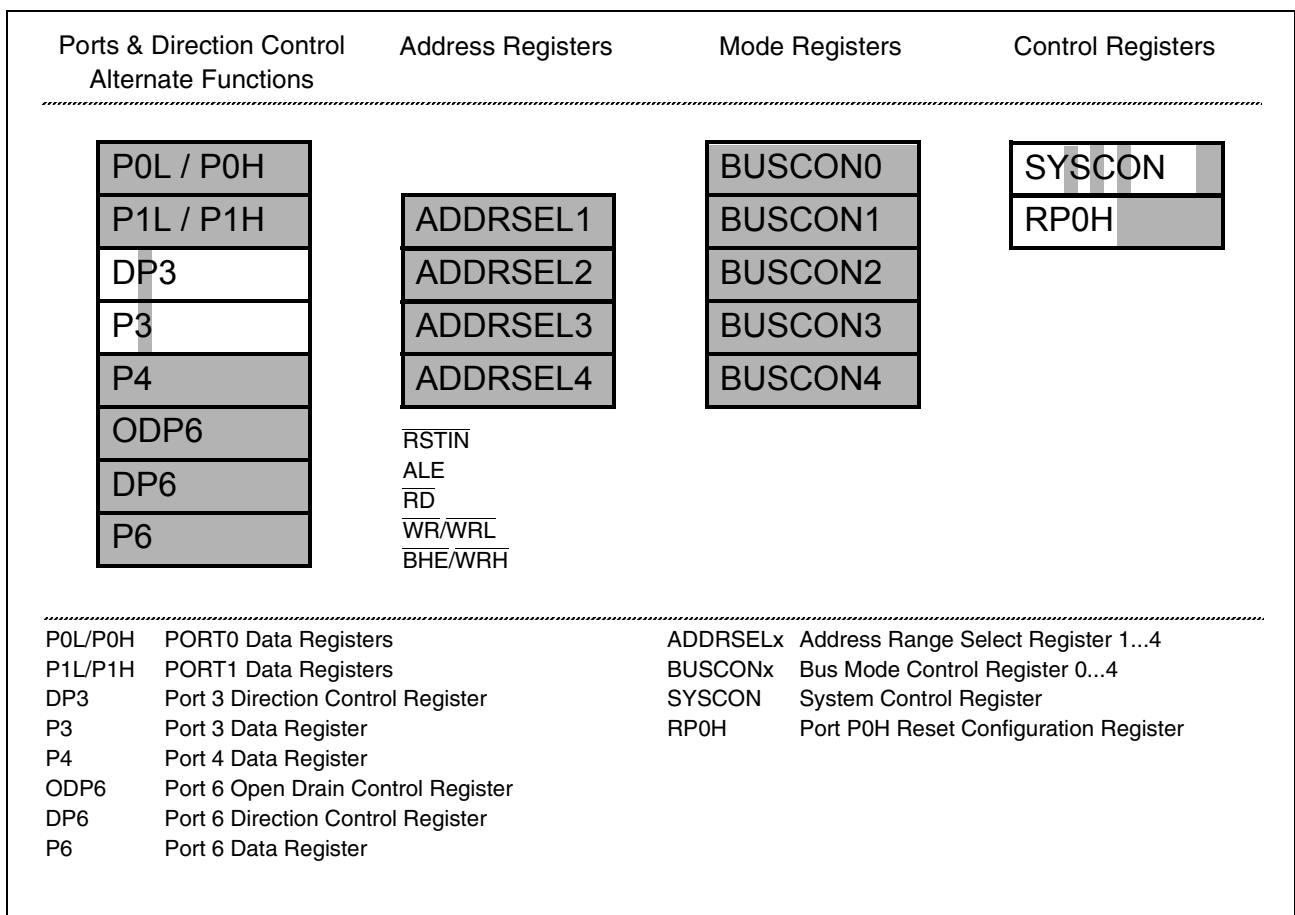 Ports & Direction Control
Alternate Functions
Address Registers
Mode Registers
Control Registers
P0L / P0H
P1L / P1H
DP3
P3
P4
ODP6
DP6
P6
ADDRSEL1
ADDRSEL2
ADDRSEL3
ADDRSEL4
RSTIN
ALE
RD
WR/WRL
BHE/WRH
BUSCON0
BUSCON1
BUSCON2
BUSCON3
BUSCON4
SYSCON
RP0H
P0L/P0H PORT0 Data Registers
P1L/P1H PORT1 Data Registers
DP3 Port 3 Direction Control Register
P3 Port 3 Data Register
P4 Port 4 Data Register
ODP6 Port 6 Open Drain Control Register
DP6 Port 6 Direction Control Register
P6 Port 6 Data Register
ADDRSELx Address Range Select Register 1...4
BUSCONx Bus Mode Control Register 0...4
SYSCON System Control Register
RP0H Port P0H Reset Configuration Register